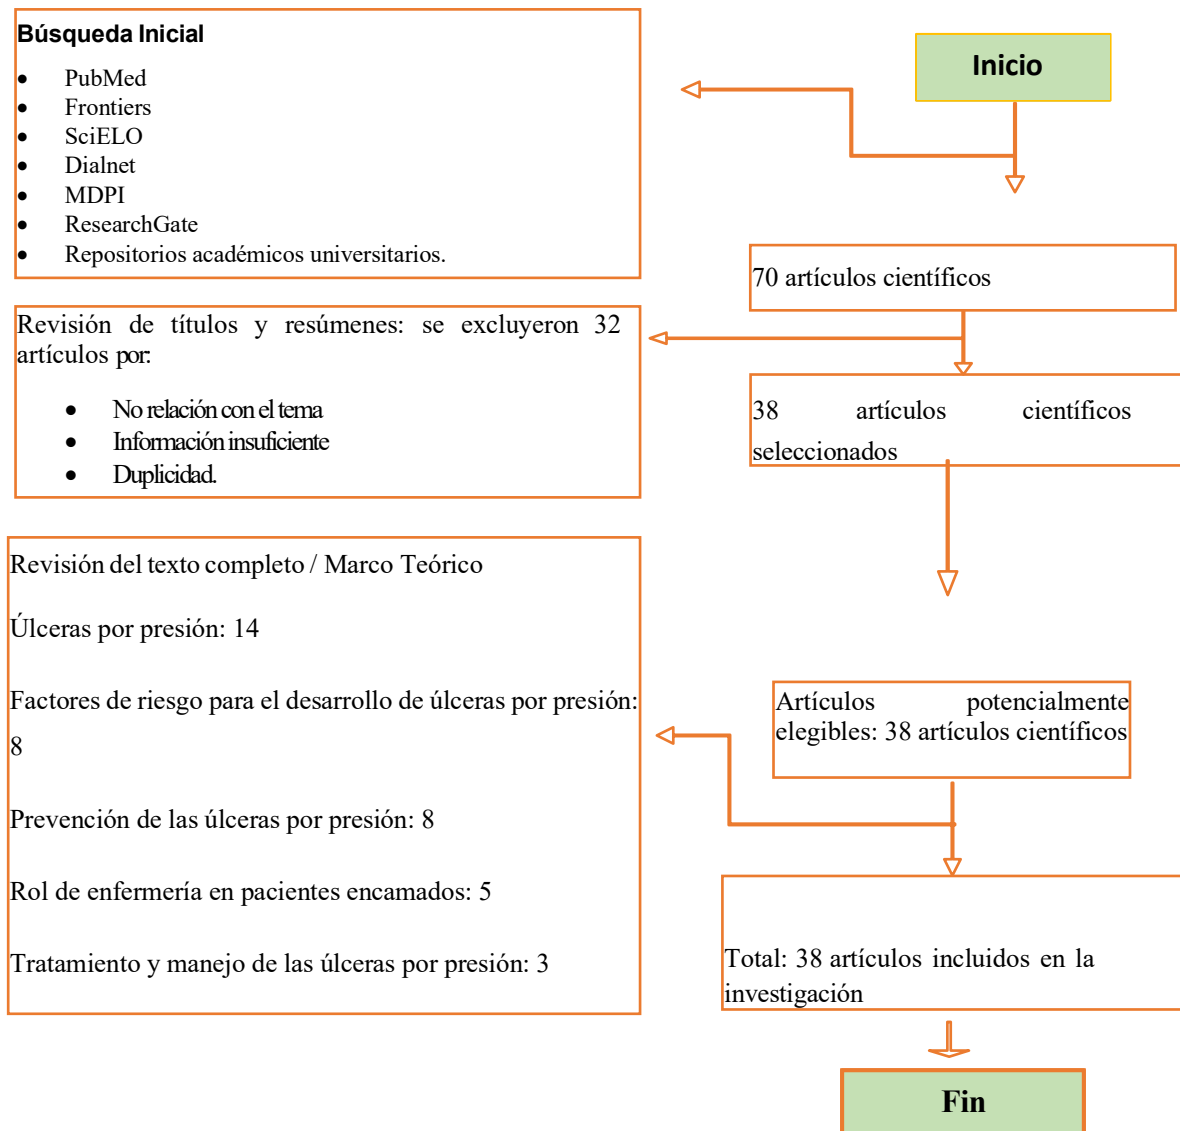 Búsqueda Inicial
• PubMed
• Frontiers
• SciELO
• Dialnet
• MDPI
• ResearchGate
• Repositorios académicos universitarios.
Inicio
70 artículos científicos
Revisión de títulos y resúmenes: se excluyeron 32
artículos por:
• No relación con el tema
• Información insuficiente
• Duplicidad.
38 artículos científicos
seleccionados
Revisión del texto completo / Marco Teórico
Úlceras por presión: 14
Factores de riesgo para el desarrollo de úlceras por presión:
8
Prevención de las úlceras por presión: 8
Rol de enfermería en pacientes encamados: 5
Tratamiento y manejo de las úlceras por presión: 3
Artículos potencialmente
elegibles: 38 artículos científicos
Total: 38 artículos incluidos en la
investigación
Fin